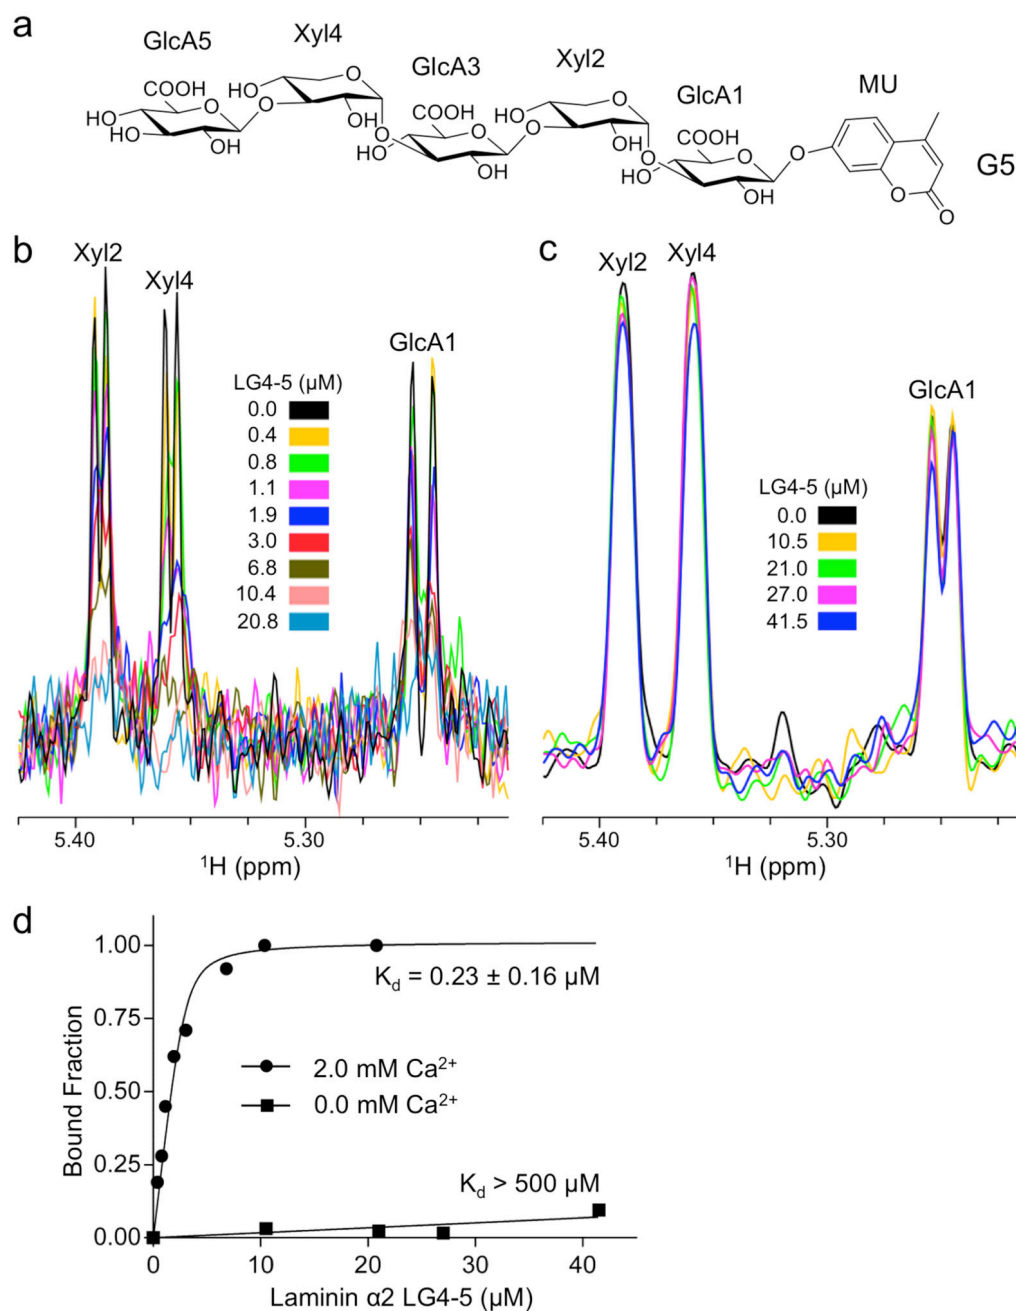 a
GlcA5
Xyl4
GlcA3
Xyl2
GlcA1
MU
G5
COOH
HO
HO
OH
O
O
HO
O
OH
O
COOH
HO
O
OH
O
HO
O
OH
O
COOH
HO
O
OH
O
O
O
b
Xyl2
Xyl4
GlcA1
LG4-5 (µM)
0.0
0.4
0.8
1.1
1.9
3.0
6.8
10.4
20.8
5.40
5.30
¹H (ppm)
c
Xyl2
Xyl4
GlcA1
LG4-5 (µM)
0.0
10.5
21.0
27.0
41.5
5.40
5.30
¹H (ppm)
d
1.00
0.75
0.50
0.25
0.00
Bound Fraction
Kd = 0.23 ± 0.16 µM
2.0 mM Ca²⁺
0.0 mM Ca²⁺
Kd > 500 µM
0
10
20
30
40
Laminin α2 LG4-5 (µM)